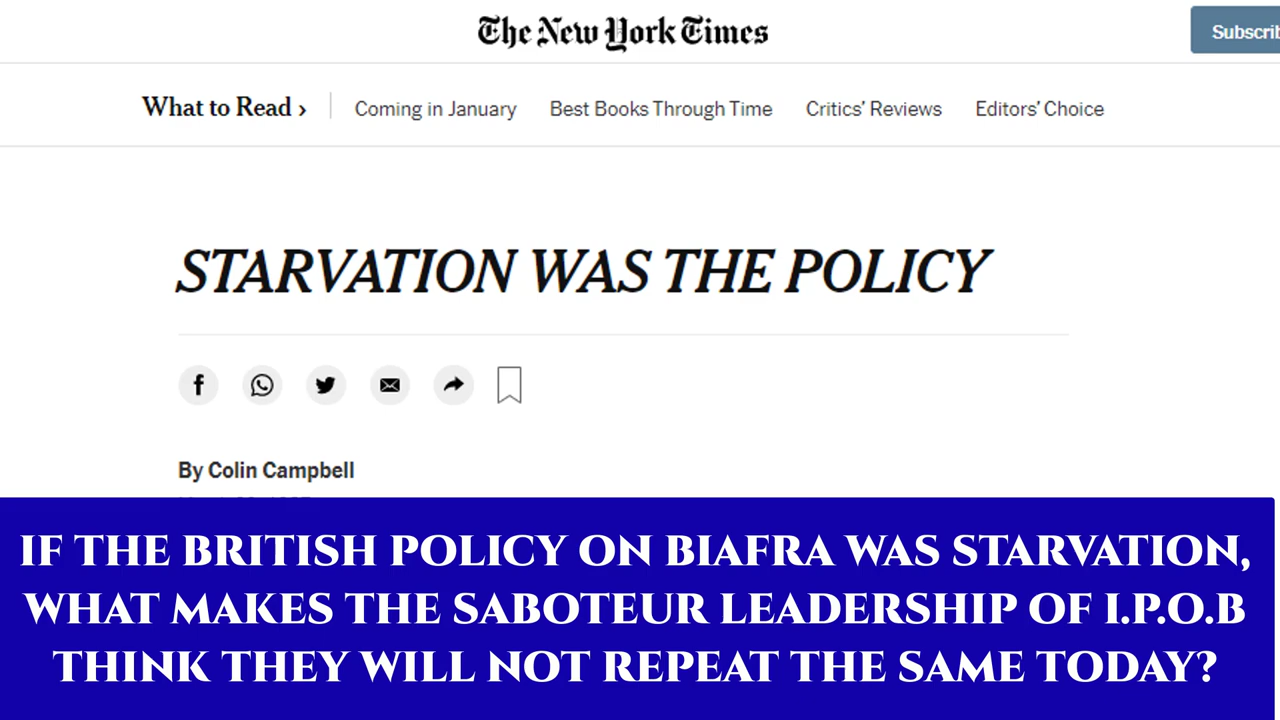 The New York Times
Subscrib
What to Read ›
Coming in January
Best Books Through Time
Critics' Reviews
Editors' Choice
STARVATION WAS THE POLICY
By Colin Campbell
IF THE BRITISH POLICY ON BIAFRA WAS STARVATION,
WHAT MAKES THE SABOTEUR LEADERSHIP OF I.P.O.B
THINK THEY WILL NOT REPEAT THE SAME TODAY?